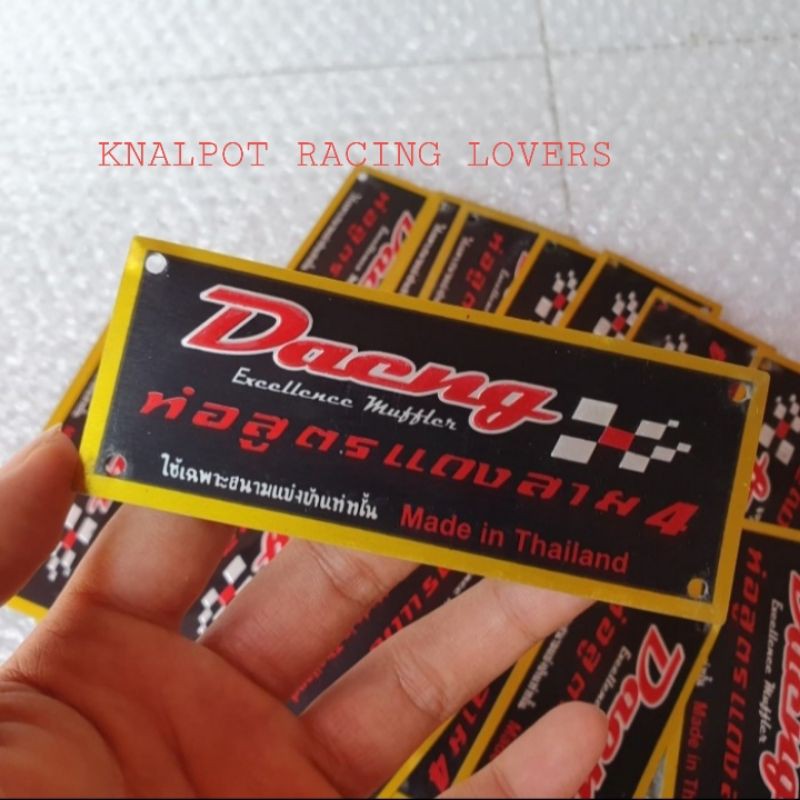 KNALPOT RACING LOVERS
Daeng
Excellence Muffler
ท่อสูตรแดงลาม 4
ใช้เฉพาะสนามแข่งข้านท่านั้น
Made in Thailand